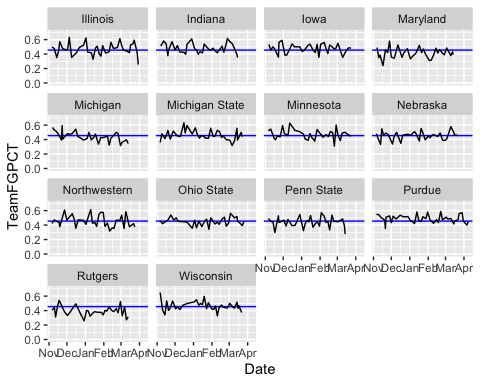 Illinois Indiana Iowa Maryland
0.6
0.4
0.2
0.0
Michigan Michigan State Minnesota Nebraska
0.6
0.4
0.2
0.0
TeamFGPCT
Northwestern Ohio State Penn State Purdue
0.6
0.4
0.2
0.0
Nov Dec Jan Feb Mar Apr Nov Dec Jan Feb Mar Apr
Rutgers Wisconsin
0.6
0.4
0.2
0.0
Nov Dec Jan Feb Mar Apr Nov Dec Jan Feb Mar Apr
Date